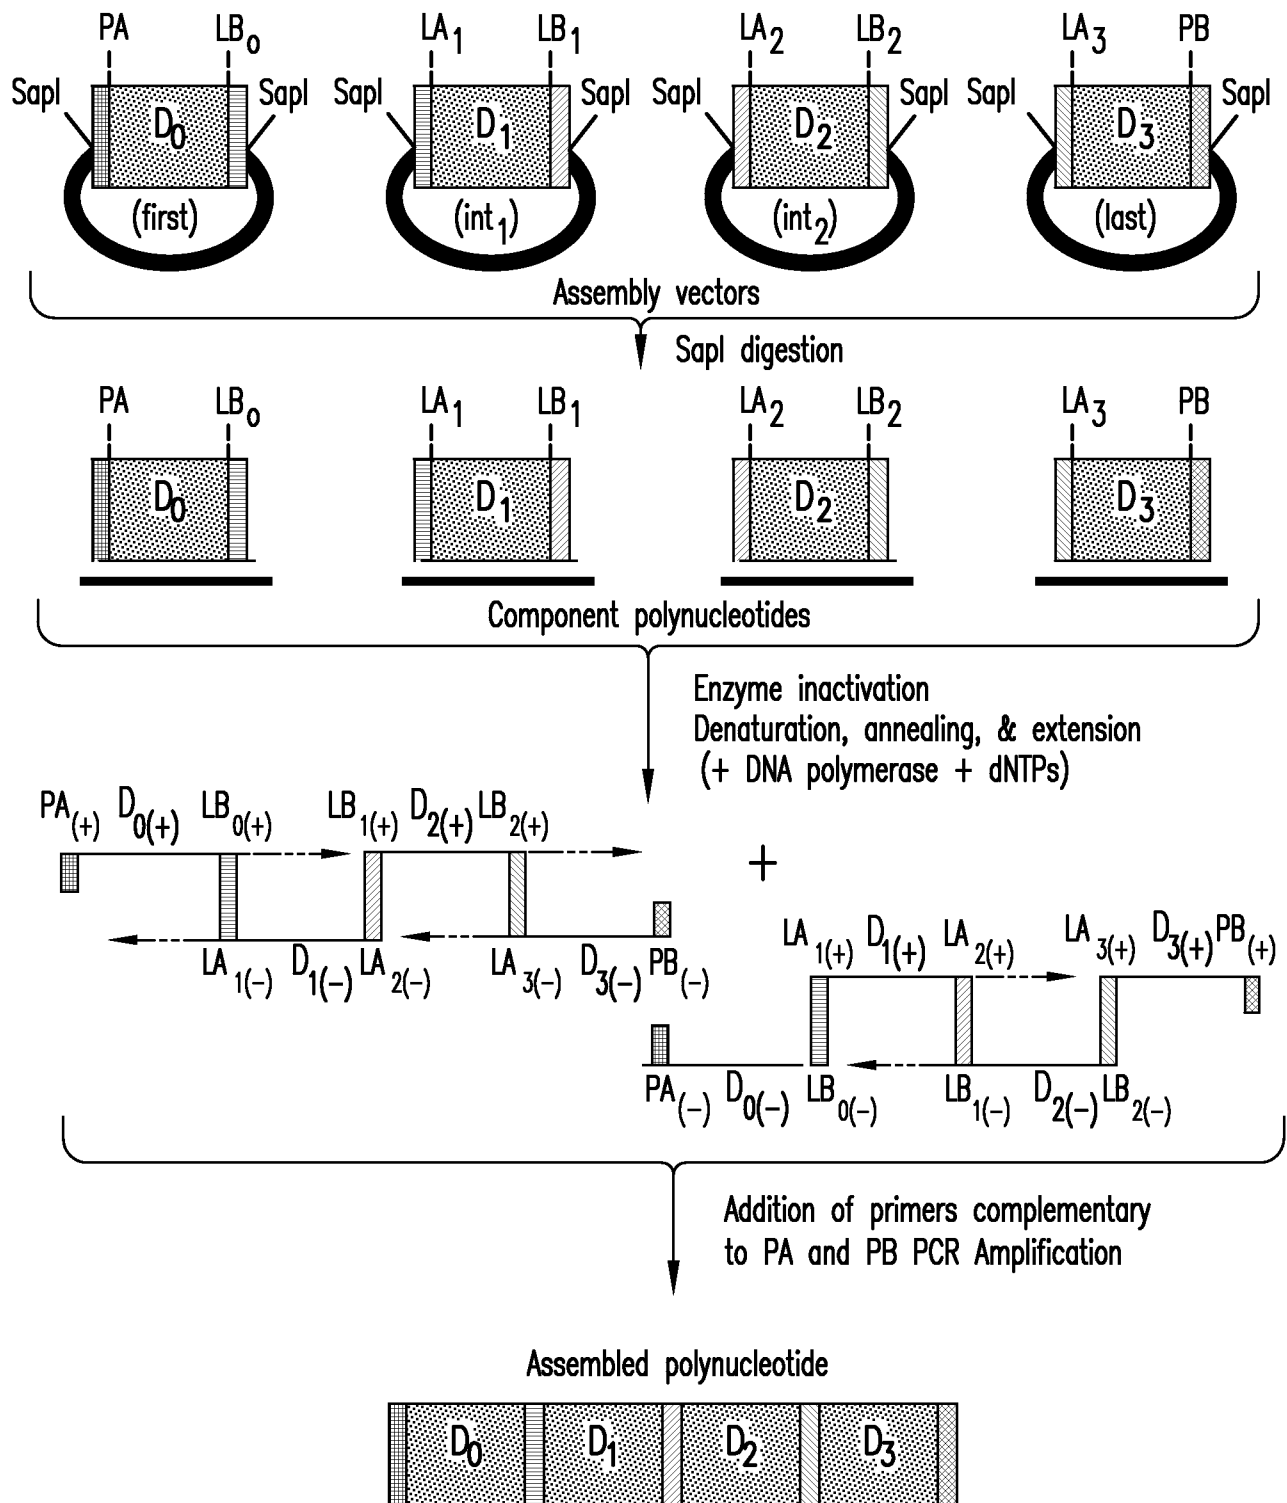 PA LB0 LA1 LB1 LA2 LB2 LA3 PB
SapI SapI SapI SapI SapI SapI SapI SapI
D0 D1 D2 D3
(first) (int1) (int2) (last)
Assembly vectors
SapI digestion
PA LB0 LA1 LB1 LA2 LB2 LA3 PB
D0 D1 D2 D3
Component polynucleotides
Enzyme inactivation
Denaturation, annealing, & extension
(+ DNA polymerase + dNTPs)
PA(+) D0(+) LB0(+) LB1(+) D2(+) LB2(+)
+
LA1(-) D1(-) LA2(-) LA3(-) D3(-) PB(-)
LA1(+) D1(+) LA2(+) LA3(+) D3(+) PB(+)
PA(-) D0(-) LB0(-) LB1(-) D2(-) LB2(-)
Addition of primers complementary
to PA and PB PCR Amplification
Assembled polynucleotide
D0 D1 D2 D3